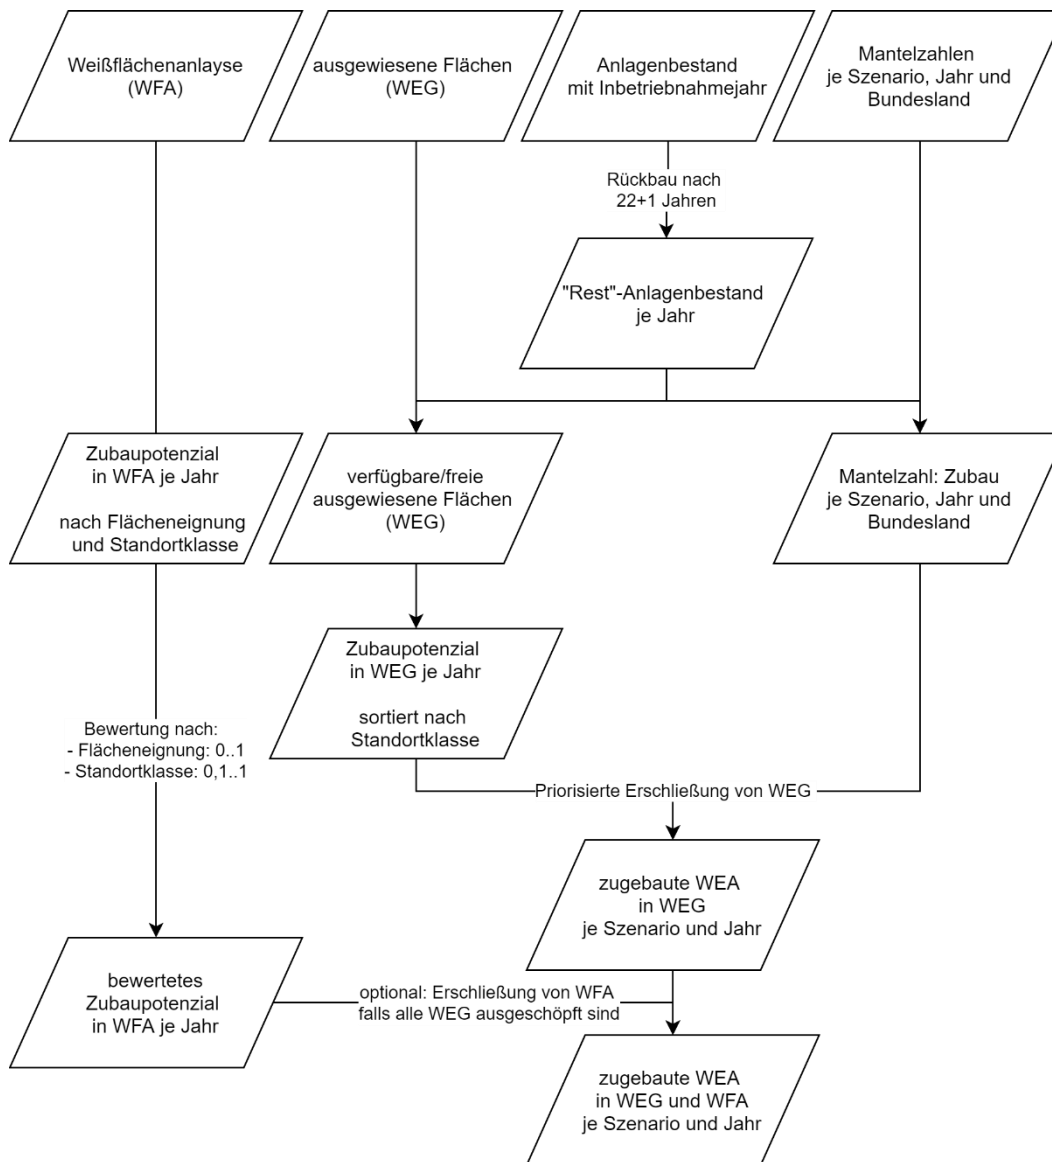 Weißflächenanlayse
(WFA)
ausgewiesene Flächen
(WEG)
Anlagenbestand
mit Inbetriebnahmejahr
Mantelzahlen
je Szenario, Jahr und
Bundesland
Rückbau nach
22+1 Jahren
"Rest"-Anlagenbestand
je Jahr
Zubaupotenzial
in WFA je Jahr
nach Flächeneignung
und Standortklasse
verfügbare/freie
ausgewiesene Flächen
(WEG)
Mantelzahl: Zubau
je Szenario, Jahr und
Bundesland
Zubaupotenzial
in WEG je Jahr
sortiert nach
Standortklasse
Bewertung nach:
- Flächeneignung: 0..1
- Standortklasse: 0,1..1
Priorisierte Erschließung von WEG
zugebaute WEA
in WEG
je Szenario und Jahr
bewertetes
Zubaupotenzial
in WFA je Jahr
optional: Erschließung von WFA
falls alle WEG ausgeschöpft sind
zugebaute WEA
in WEG und WFA
je Szenario und Jahr